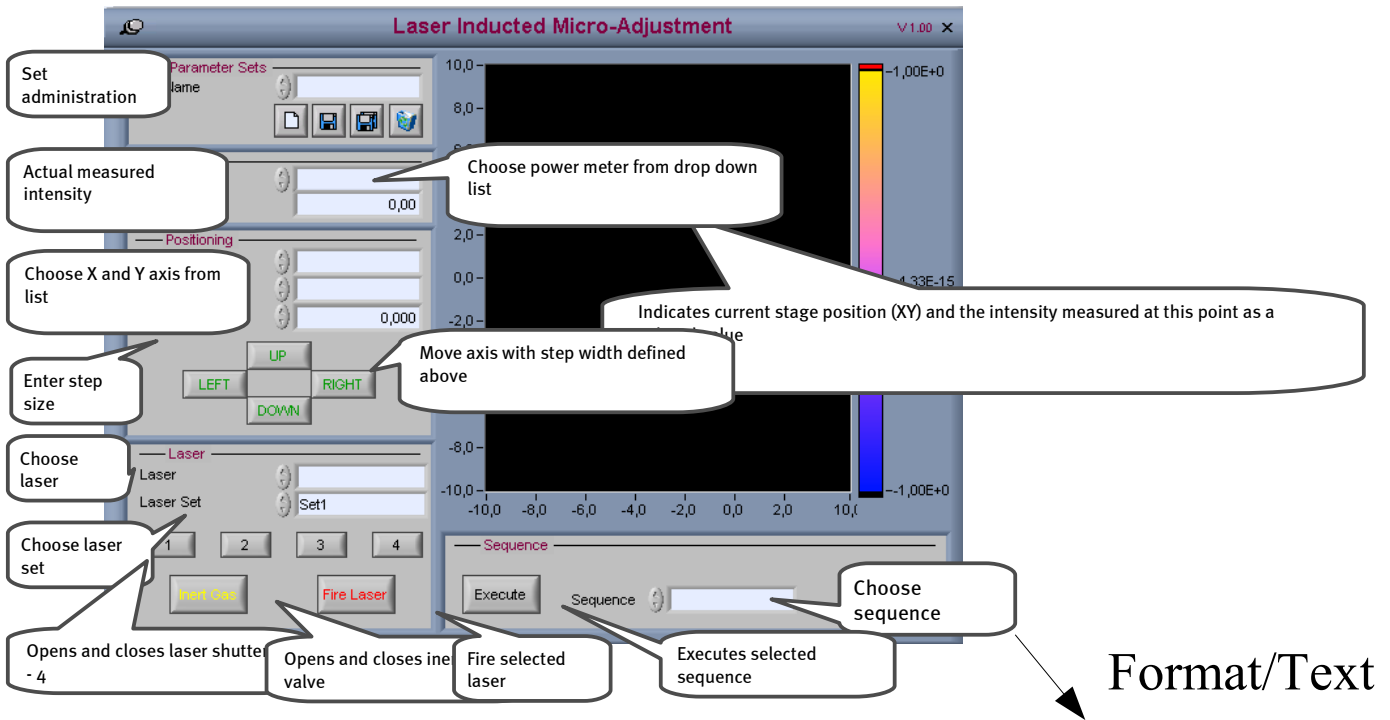 Laser Inducted Micro-Adjustment
V 1.00
Parameter Sets
Set
administration
Actual measured
intensity
0,00
Choose power meter from drop down
list
Positioning
Choose X and Y axis from
list
0,000
Enter step
size
UP
LEFT
RIGHT
DOWN
Move axis with step width defined
above
Indicates current stage position (XY) and the intensity measured at this point as a
Laser
Choose
laser
Laser
Laser Set
Set1
Choose laser
set
1
2
3
4
Inert Gas
Fire Laser
Opens and closes laser shutter
- 4
Opens and closes
valve
Fire selected
laser
10,0
8,0
2,0
0,0
-2,0
-8,0
-10,0
-10,0 -8,0 -6,0 -4,0 -2,0 0,0 2,0
-1,00E+0
-1,00E+0
Sequence
Execute
Sequence
Choose
sequence
Executes selected
sequence
Format/Text